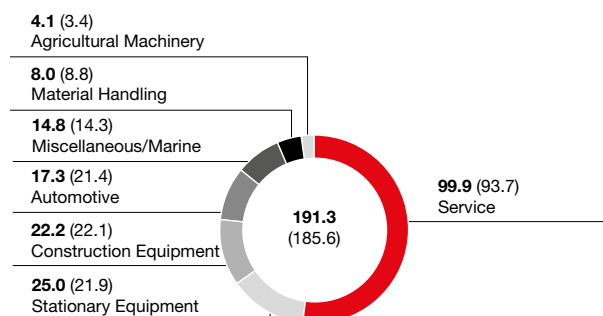 4.1 (3.4)
Agricultural Machinery
8.0 (8.8)
Material Handling
14.8 (14.3)
Miscellaneous/Marine
17.3 (21.4)
Automotive
22.2 (22.1)
Construction Equipment
25.0 (21.9)
Stationary Equipment
191.3
(185.6)
99.9 (93.7)
Service